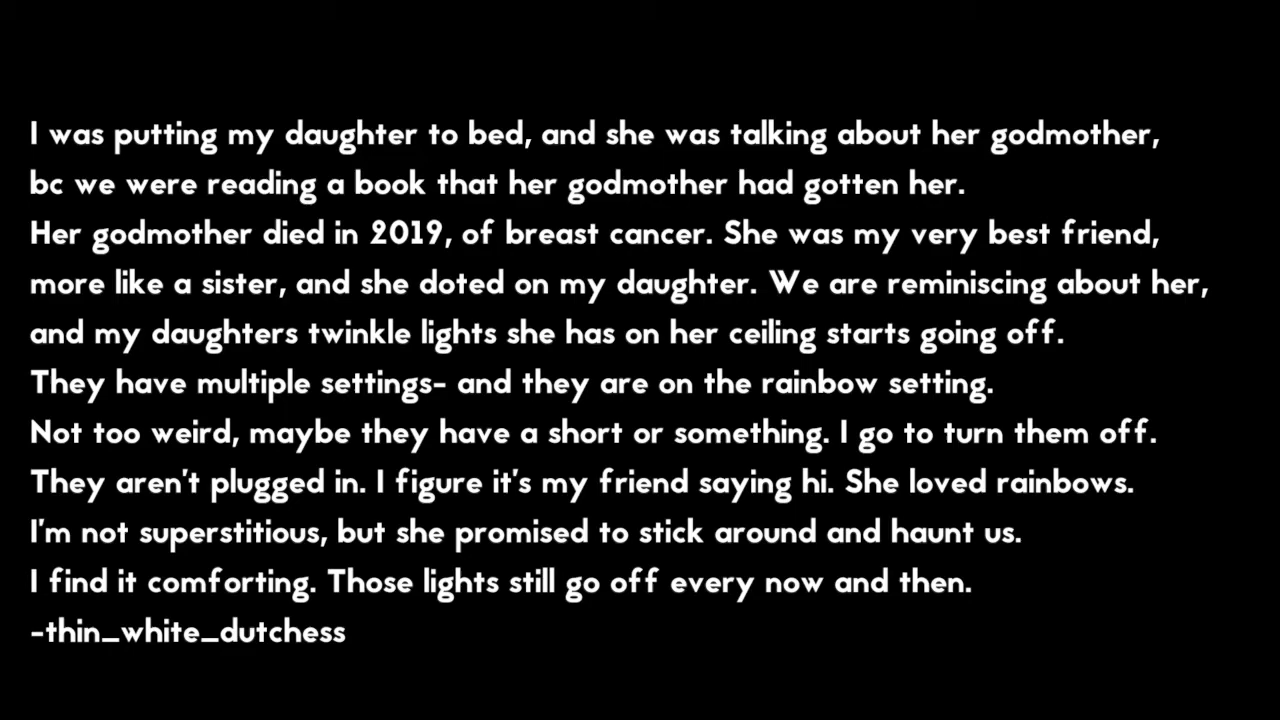 I was putting my daughter to bed, and she was talking about her godmother,
bc we were reading a book that her godmother had gotten her.
Her godmother died in 2019, of breast cancer. She was my very best friend,
more like a sister, and she doted on my daughter. We are reminiscing about her,
and my daughters twinkle lights she has on her ceiling starts going off.
They have multiple settings- and they are on the rainbow setting.
Not too weird, maybe they have a short or something. I go to turn them off.
They aren't plugged in. I figure it's my friend saying hi. She loved rainbows.
I'm not superstitious, but she promised to stick around and haunt us.
I find it comforting. Those lights still go off every now and then.
-thin_white_dutchess